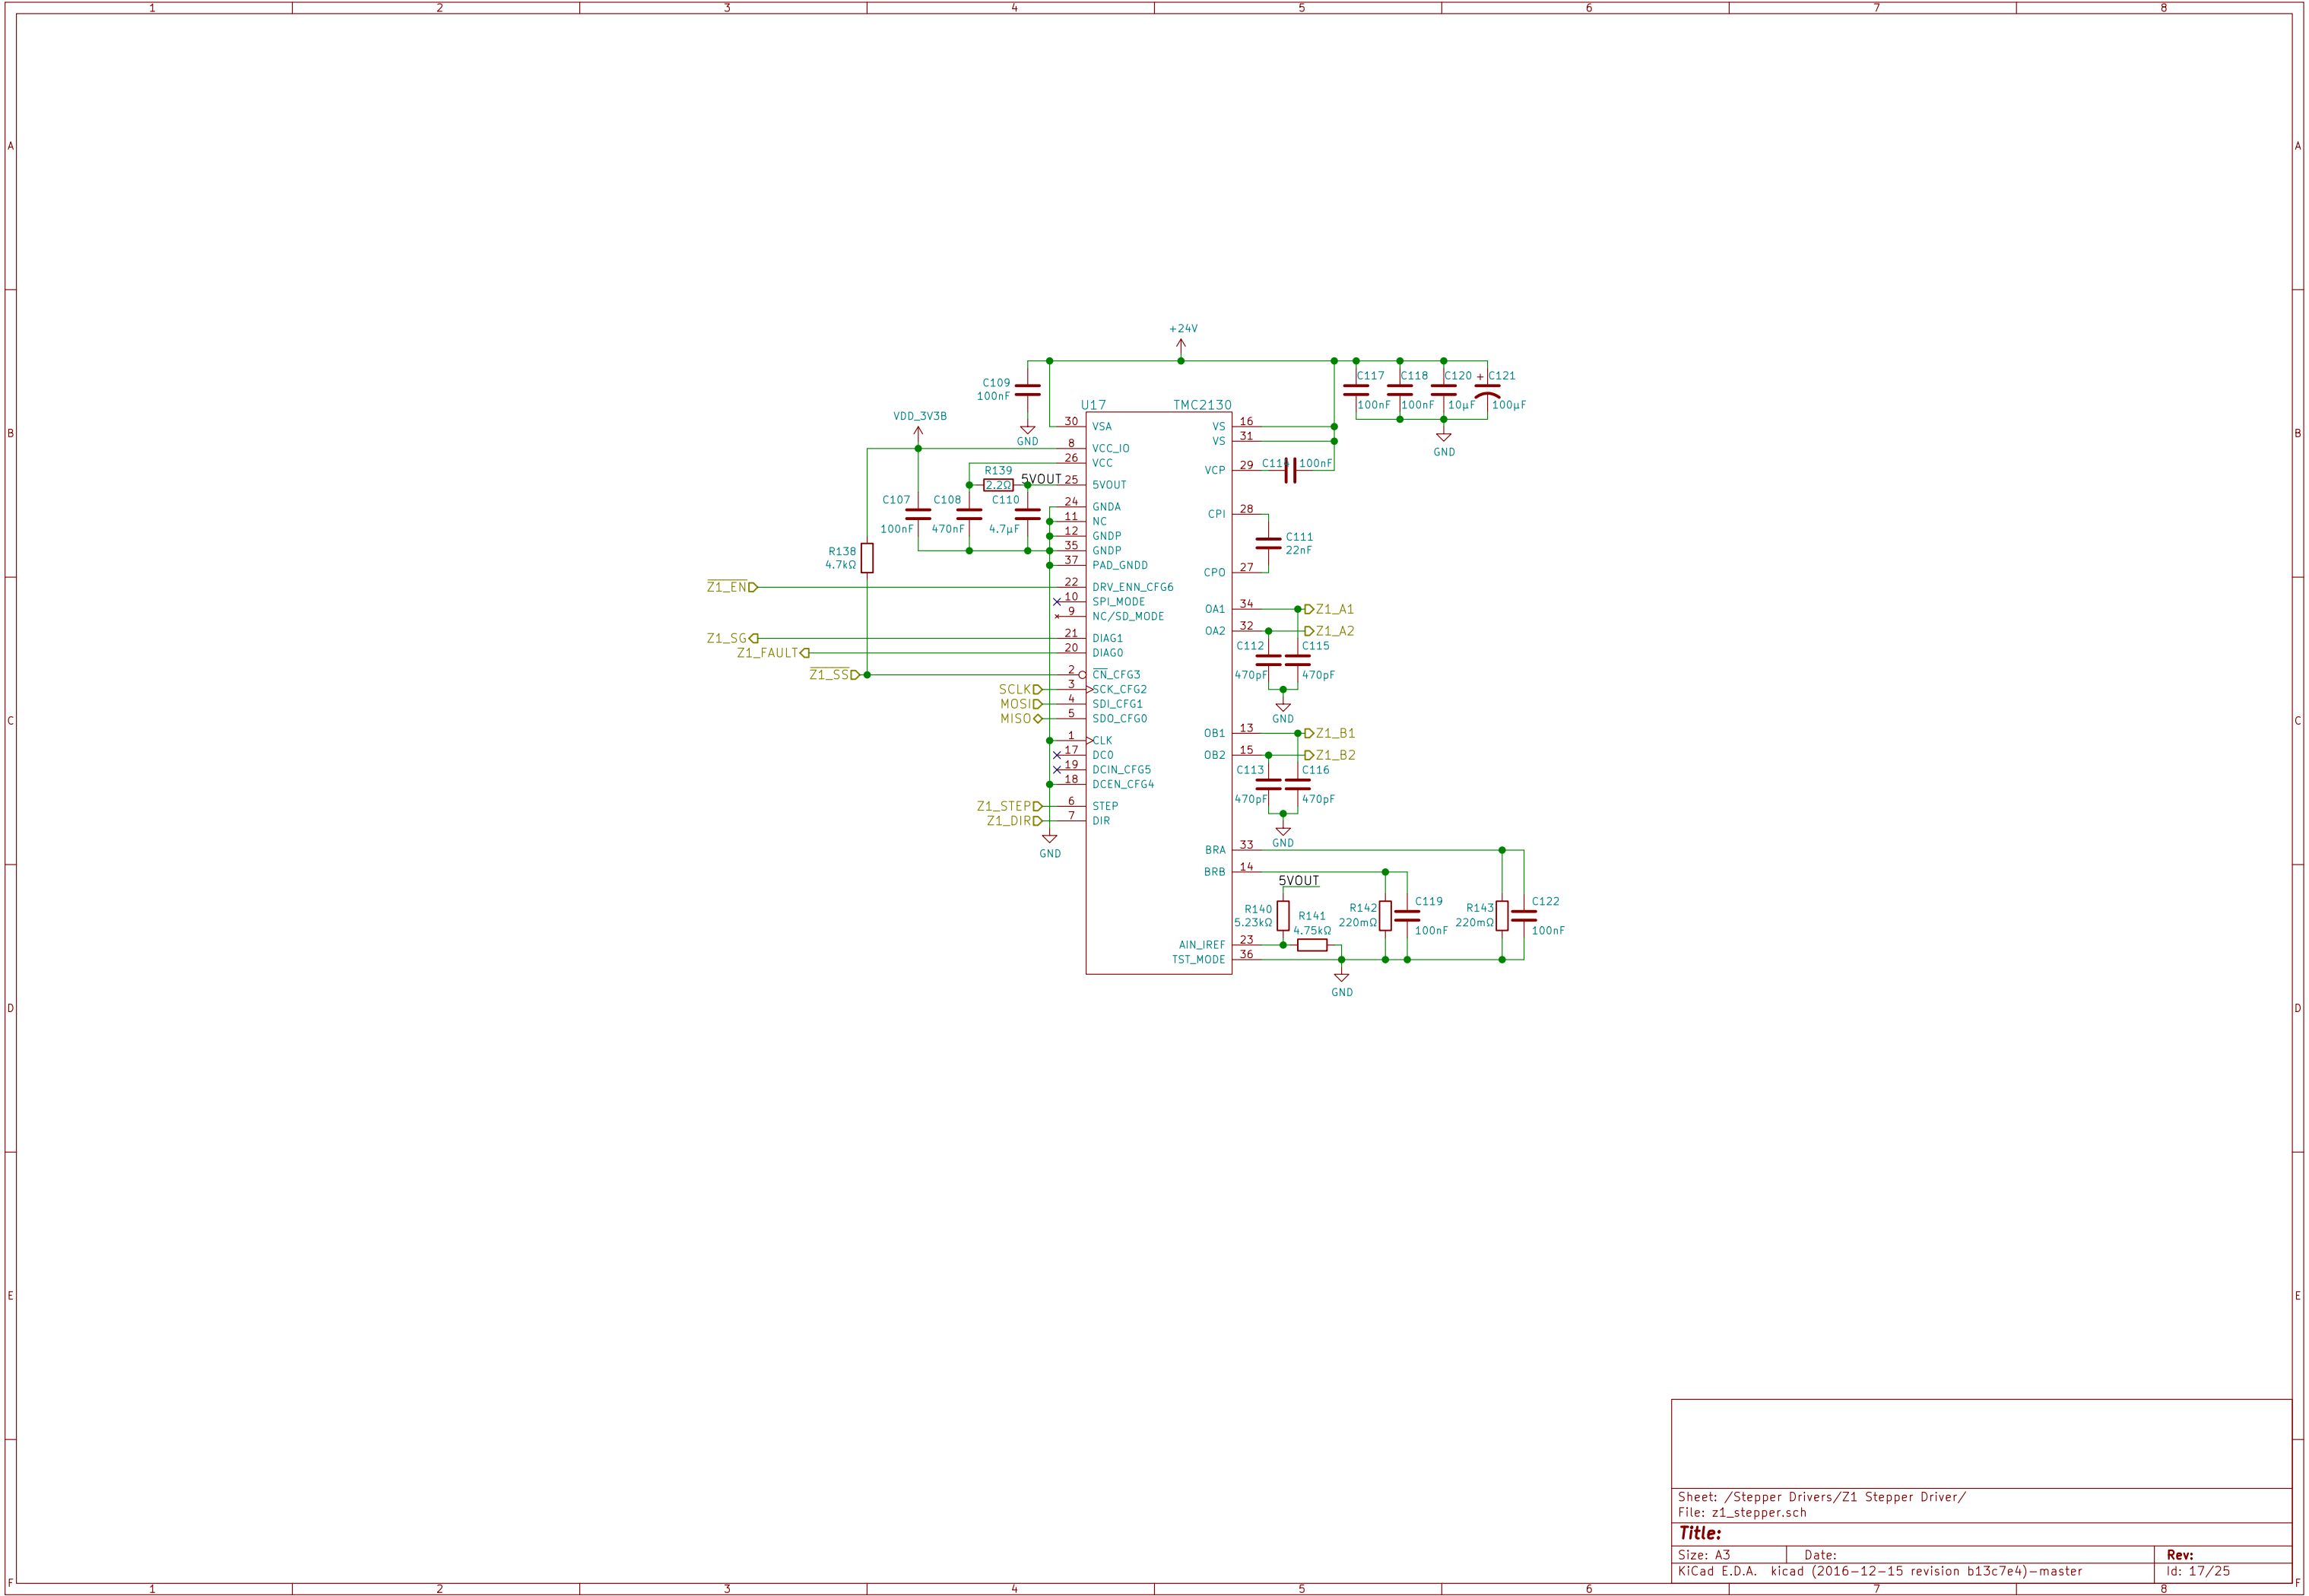 1 2 3 4 5 6 7 8
A A
+24V
C109
100nF
GND
C117
100nF
C118
100nF
C120
10µF
+ C121
100µF
GND
VDD_3V3B
U17 TMC2130
B B
30 VSA
8 VCC_IO
26 VCC
25 5VOUT
24 GNDA
11 NC
12 GNDP
35 GNDP
37 PAD_GNDD
22 DRV_ENN_CFG6
10 SPI_MODE
9 NC/SD_MODE
21 DIAG1
20 DIAG0
2 CN_CFG3
3 SCK_CFG2
4 SDI_CFG1
5 SDO_CFG0
1 CLK
17 DC0
19 DCIN_CFG5
18 DCEN_CFG4
6 STEP
7 DIR
VS 16
VS 31
VCP 29
CPI 28
CPO 27
OA1 34
OA2 32
OB1 13
OB2 15
BRA 33
BRB 14
AIN_IREF 23
TST_MODE 36
R139
2.2Ω
5VOUT
C107
100nF
C108
470nF
C110
4.7µF
R138
4.7kΩ
Z1_EN
Z1_SG
Z1_FAULT
Z1_SS
SCLK
MOSI
MISO
Z1_STEP
Z1_DIR
GND
100nF
C111
22nF
Z1_A1
Z1_A2
C112
470pF
C115
470pF
GND
C C
Z1_B1
Z1_B2
C113
470pF
C116
470pF
GND
5VOUT
R140
5.23kΩ
R141
4.75kΩ
R142
220mΩ
C119
100nF
R143
220mΩ
C122
100nF
GND
D D
E E
Sheet: /Stepper Drivers/Z1 Stepper Driver/
File: z1_stepper.sch
Title:
Size: A3 Date: Rev:
KiCad E.D.A. kicad (2016-12-15 revision b13c7e4)-master Id: 17/25
F F
1 2 3 4 5 6 7 8